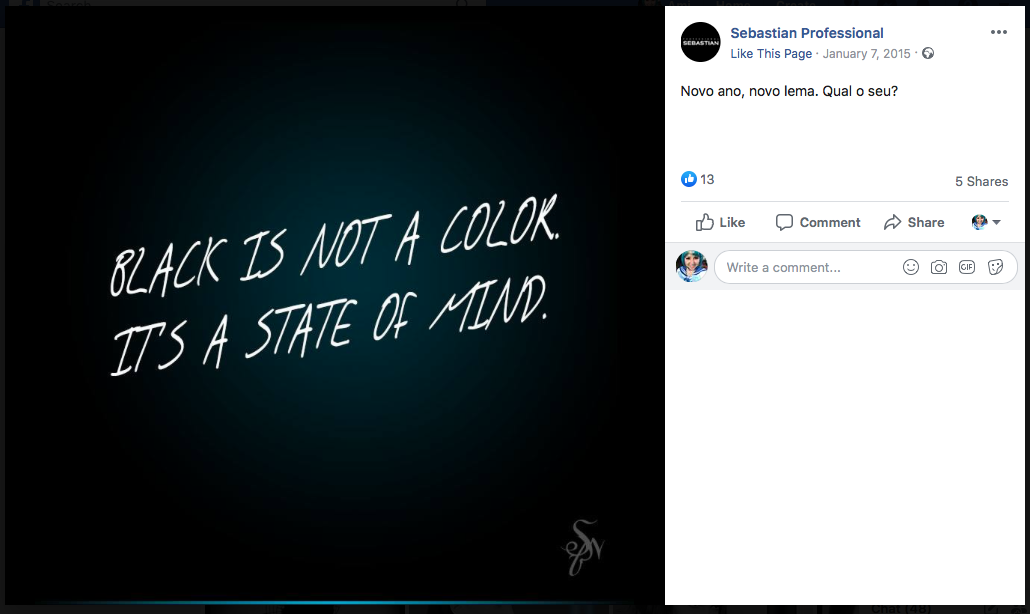 BLACK IS NOT A COLOR.
IT'S A STATE OF MIND.
SEBASTIAN
Sebastian Professional
Like This Page · January 7, 2015 ·
Novo ano, novo lema. Qual o seu?
13
5 Shares
Like Comment Share
Write a comment...
GIF